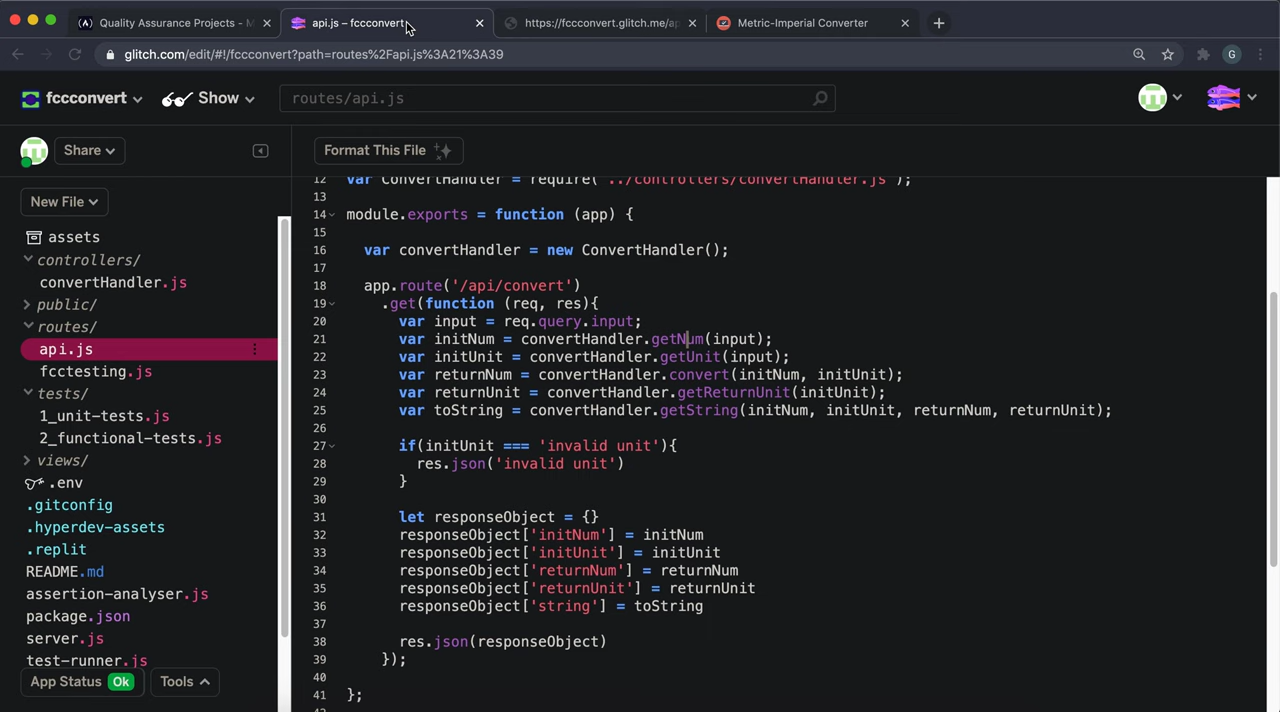 Quality Assurance Projects - M
api.js – fccconvert
https://fccconvert.glitch.me/ap
Metric-Imperial Converter
glitch.com/edit/#!/fccconvert?path=routes%2Fapi.js%3A21%3A39
G
fccconvert
Show
routes/api.js
Share
Format This File
New File
assets
controllers/
convertHandler.js
public/
routes/
api.js
fcctesting.js
tests/
1_unit-tests.js
2_functional-tests.js
views/
.env
.gitconfig
.hyperdev-assets
.replit
README.md
assertion-analyser.js
package.json
server.js
test-runner.js
App Status Ok
Tools
12 var ConvertHandler = require('../controllers/convertHandler.js');
13
14 module.exports = function (app) {
15
16 var convertHandler = new ConvertHandler();
17
18 app.route('/api/convert')
19 .get(function (req, res){
20 var input = req.query.input;
21 var initNum = convertHandler.getNum(input);
22 var initUnit = convertHandler.getUnit(input);
23 var returnNum = convertHandler.convert(initNum, initUnit);
24 var returnUnit = convertHandler.getReturnUnit(initUnit);
25 var toString = convertHandler.getString(initNum, initUnit, returnNum, returnUnit);
26
27 if(initUnit === 'invalid unit'){
28 res.json('invalid unit')
29 }
30
31 let responseObject = {}
32 responseObject['initNum'] = initNum
33 responseObject['initUnit'] = initUnit
34 responseObject['returnNum'] = returnNum
35 responseObject['returnUnit'] = returnUnit
36 responseObject['string'] = toString
37
38 res.json(responseObject)
39 });
40
41 };